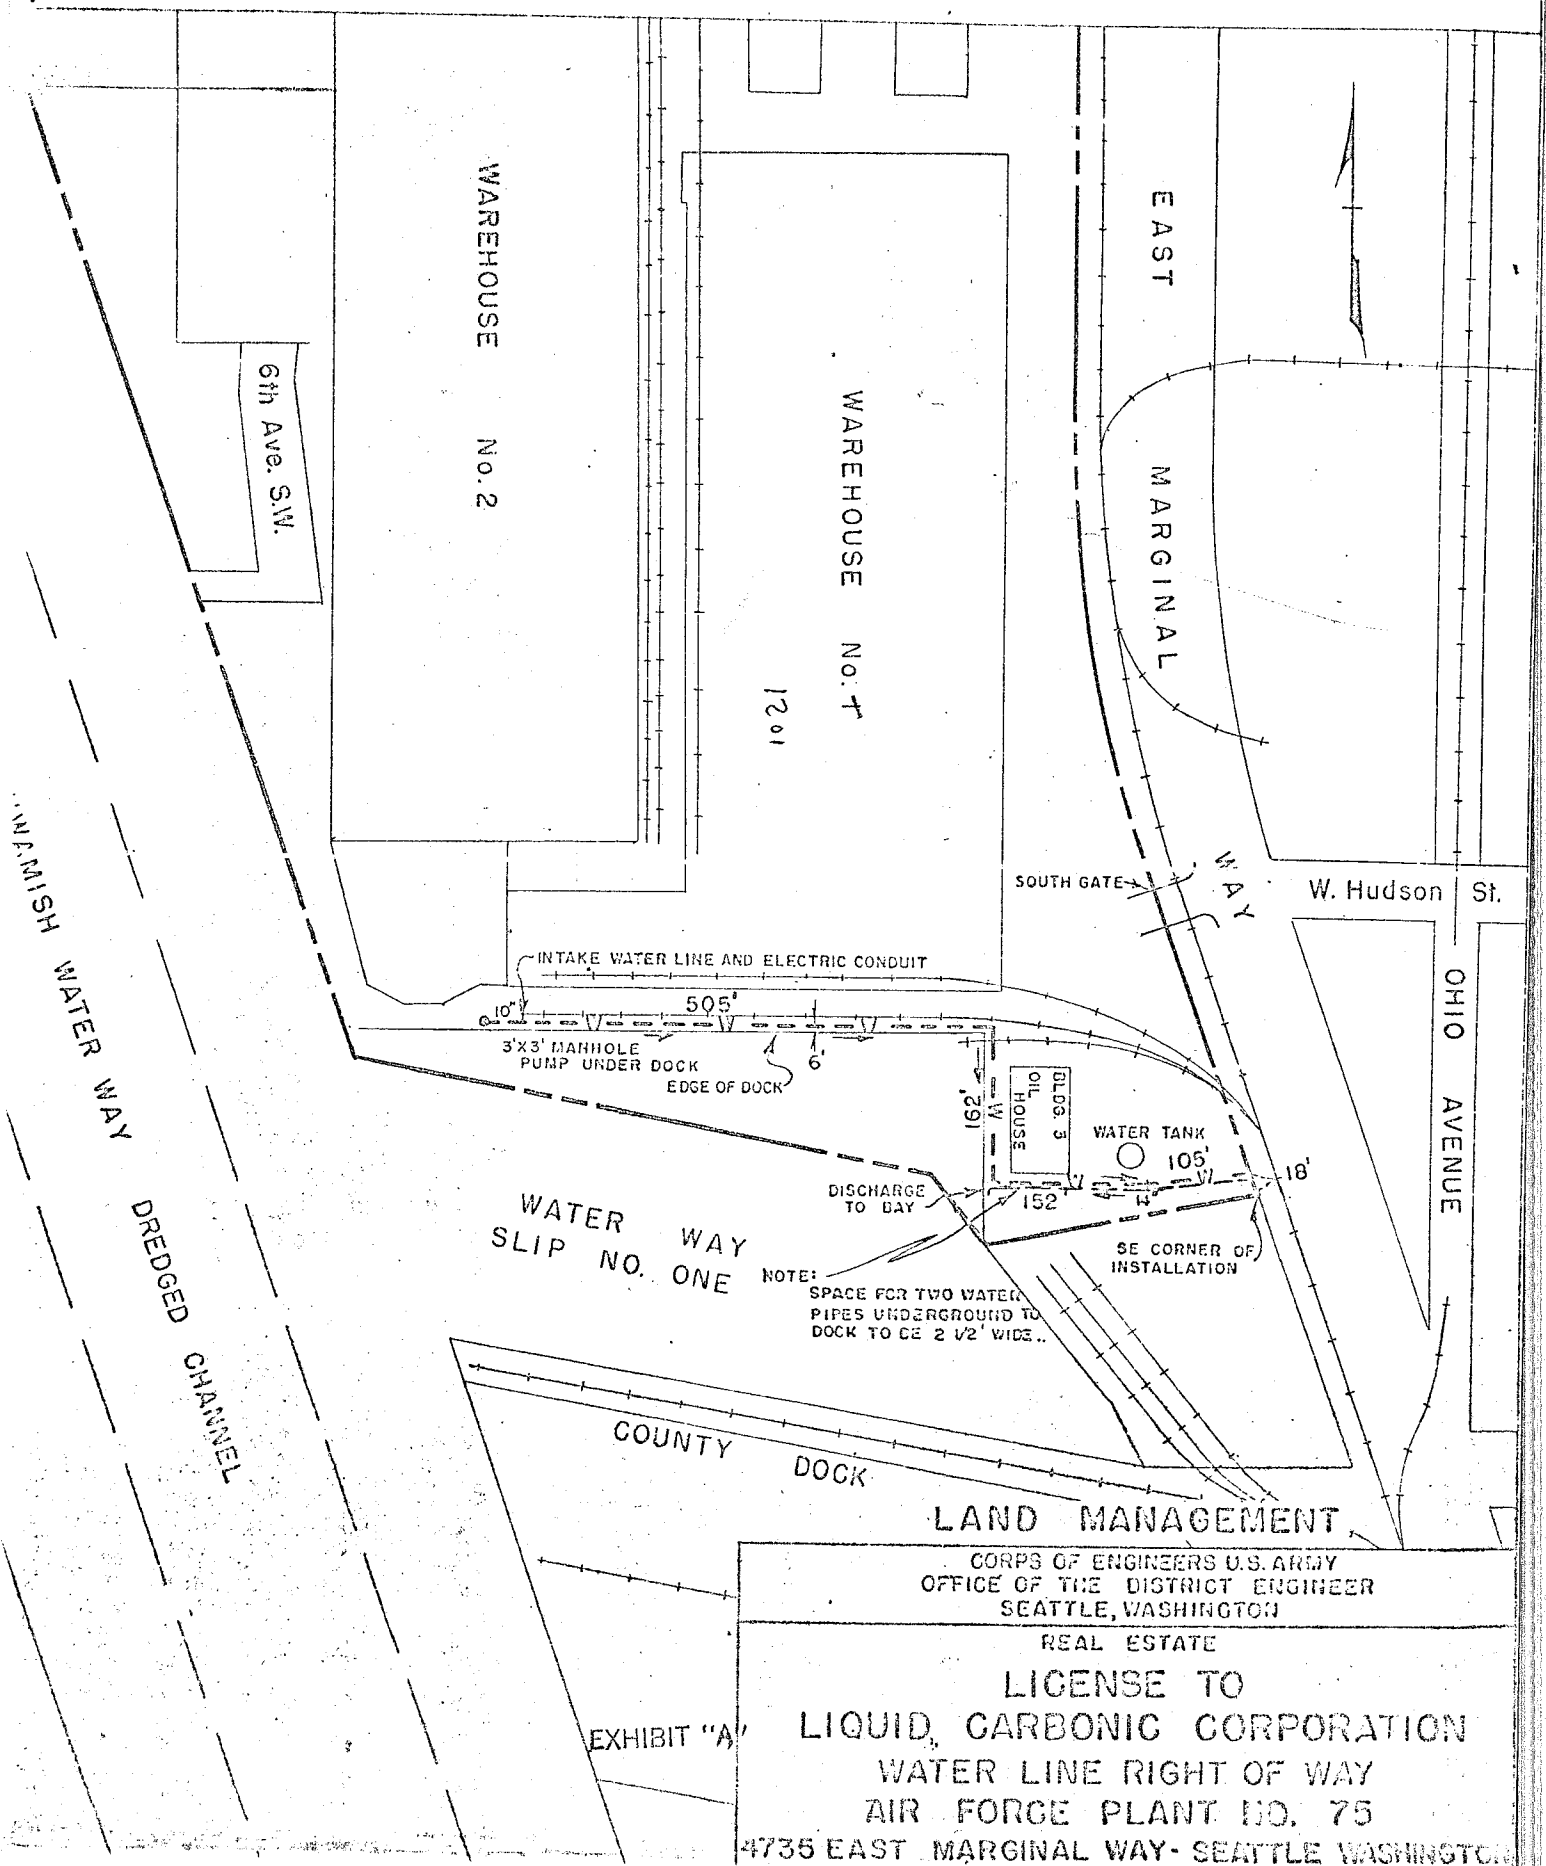 EAST MARGINAL WAY
WAREHOUSE No. 2
6th Ave. S.W.
WAREHOUSE No.
1201
SOUTH GATE
W. Hudson St.
OHIO AVENUE
INTAKE WATER LINE AND ELECTRIC CONDUIT
10"
505'
W W W
3'X3' MANHOLE
PUMP UNDER DOCK
6'
EDGE OF DOCK
162'
W
BLDG. 3
OIL
HOUSE
WATER TANK
105'
18'
W W
W
152'
DISCHARGE
TO BAY
SE CORNER OF
INSTALLATION
NOTE:
SPACE FOR TWO WATER
PIPES UNDERGROUND TO
DOCK TO BE 2 1/2' WIDE..
WATER WAY
SLIP NO. ONE
WAMISH WATER WAY
DREDGED CHANNEL
COUNTY DOCK
LAND MANAGEMENT
CORPS OF ENGINEERS U.S. ARMY
OFFICE OF THE DISTRICT ENGINEER
SEATTLE, WASHINGTON
REAL ESTATE
LICENSE TO
LIQUID, CARBONIC CORPORATION
WATER LINE RIGHT OF WAY
AIR FORCE PLANT NO. 75
4735 EAST MARGINAL WAY - SEATTLE WASHINGTON
EXHIBIT "A"